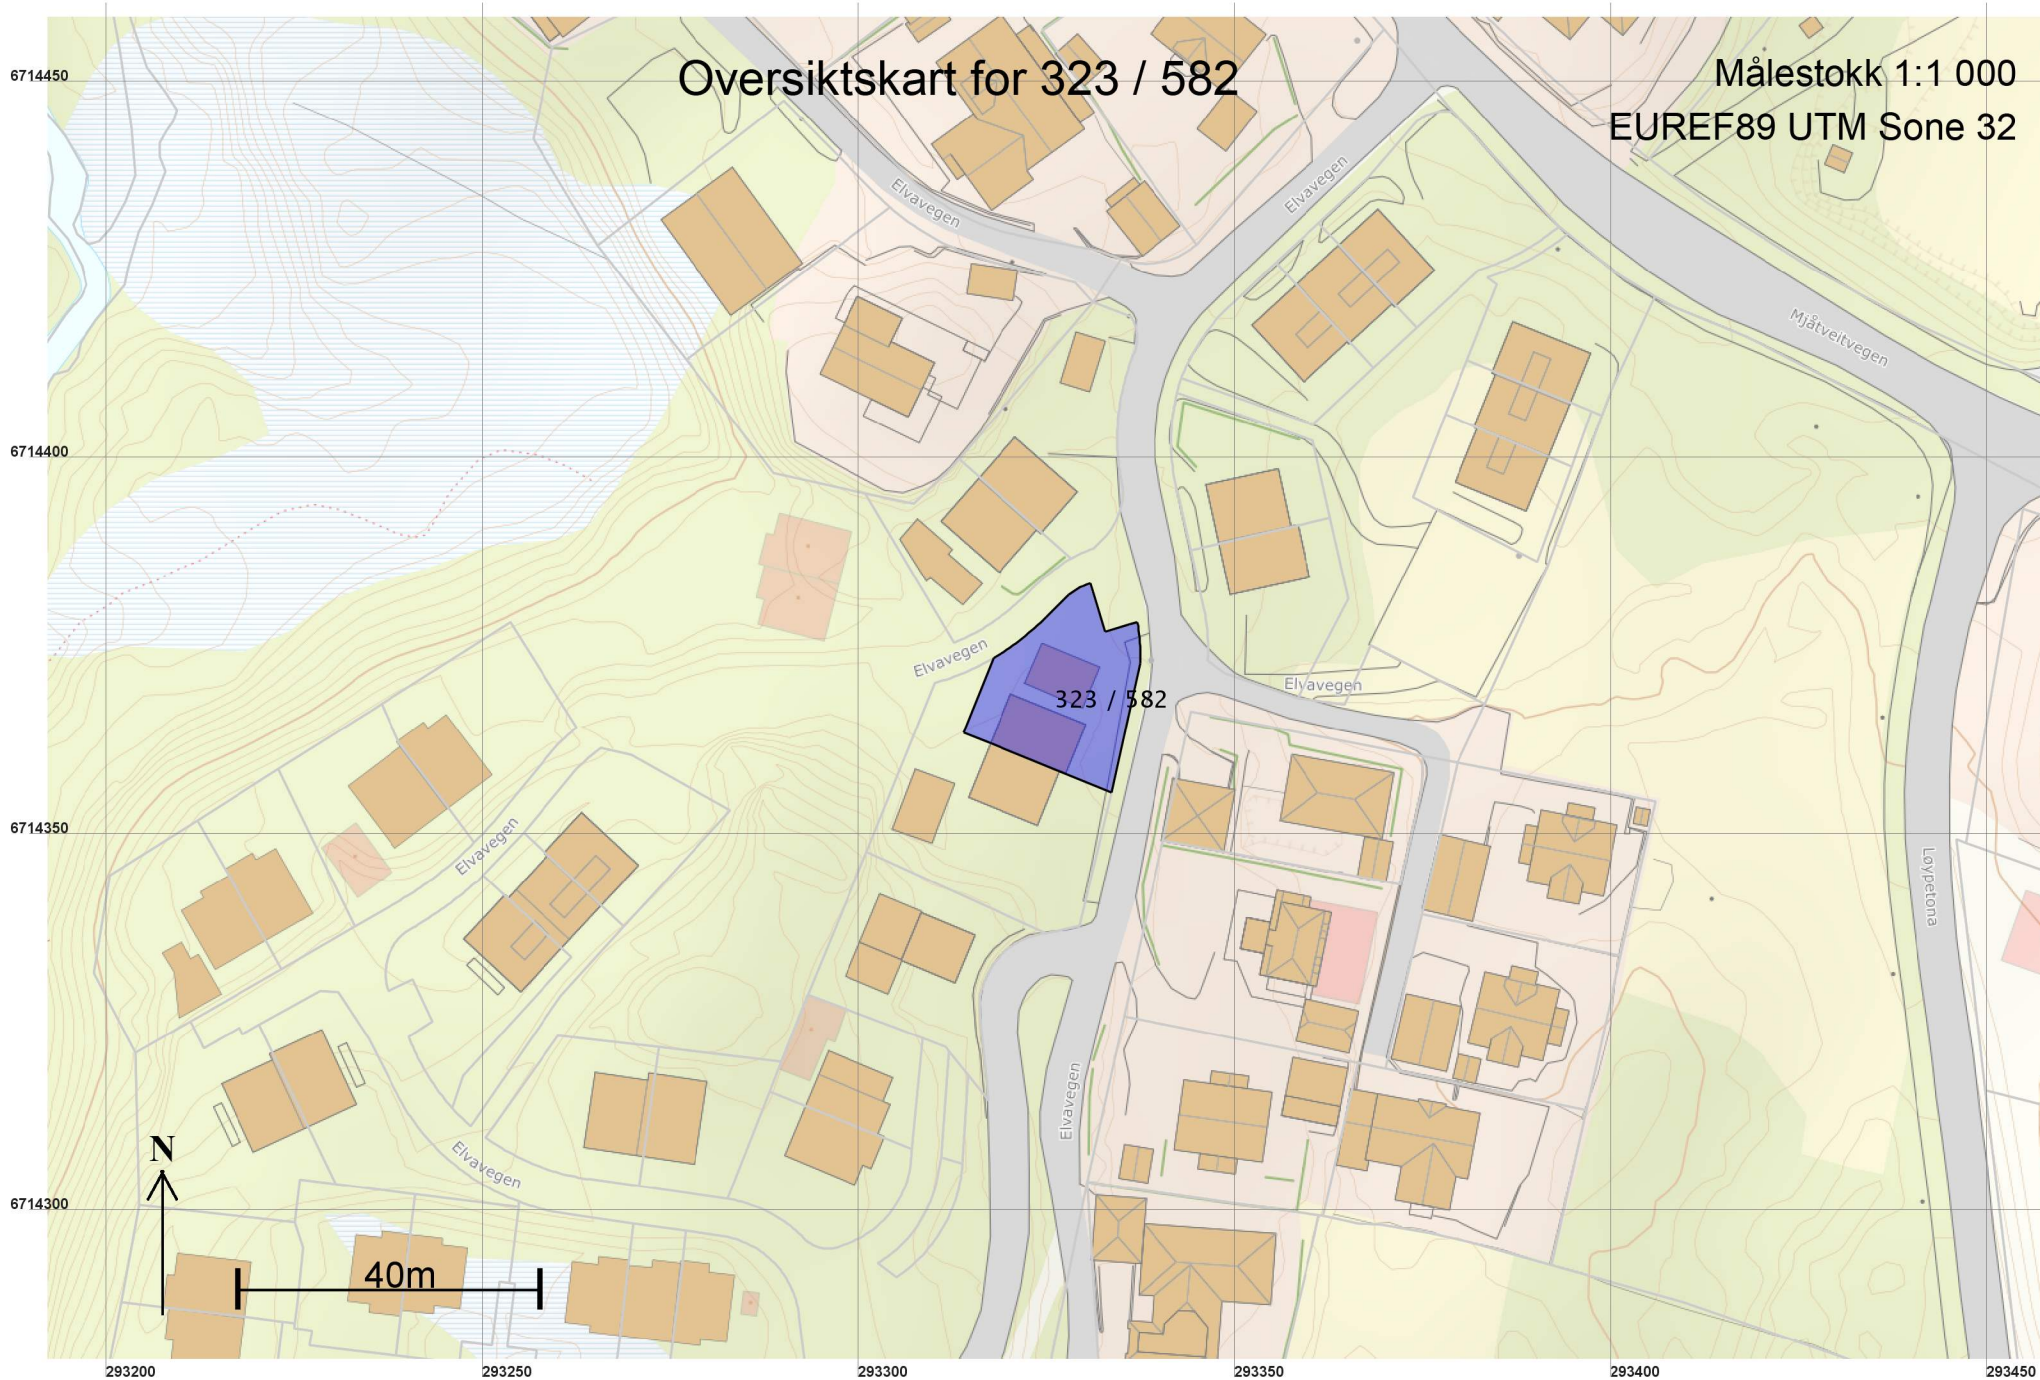 6714450
Oversiktskart for 323 / 582
Målestokk 1:1 000
EUREF89 UTM Sone 32
Elvavegen
Elvavegen
Mjåtveitvegen
6714400
Elvavegen
Elvavegen
323 / 582
6714350
Elvavegen
Løypetona
Elvavegen
N
Elvavegen
6714300
40m
293200
293250
293300
293350
293400
293450